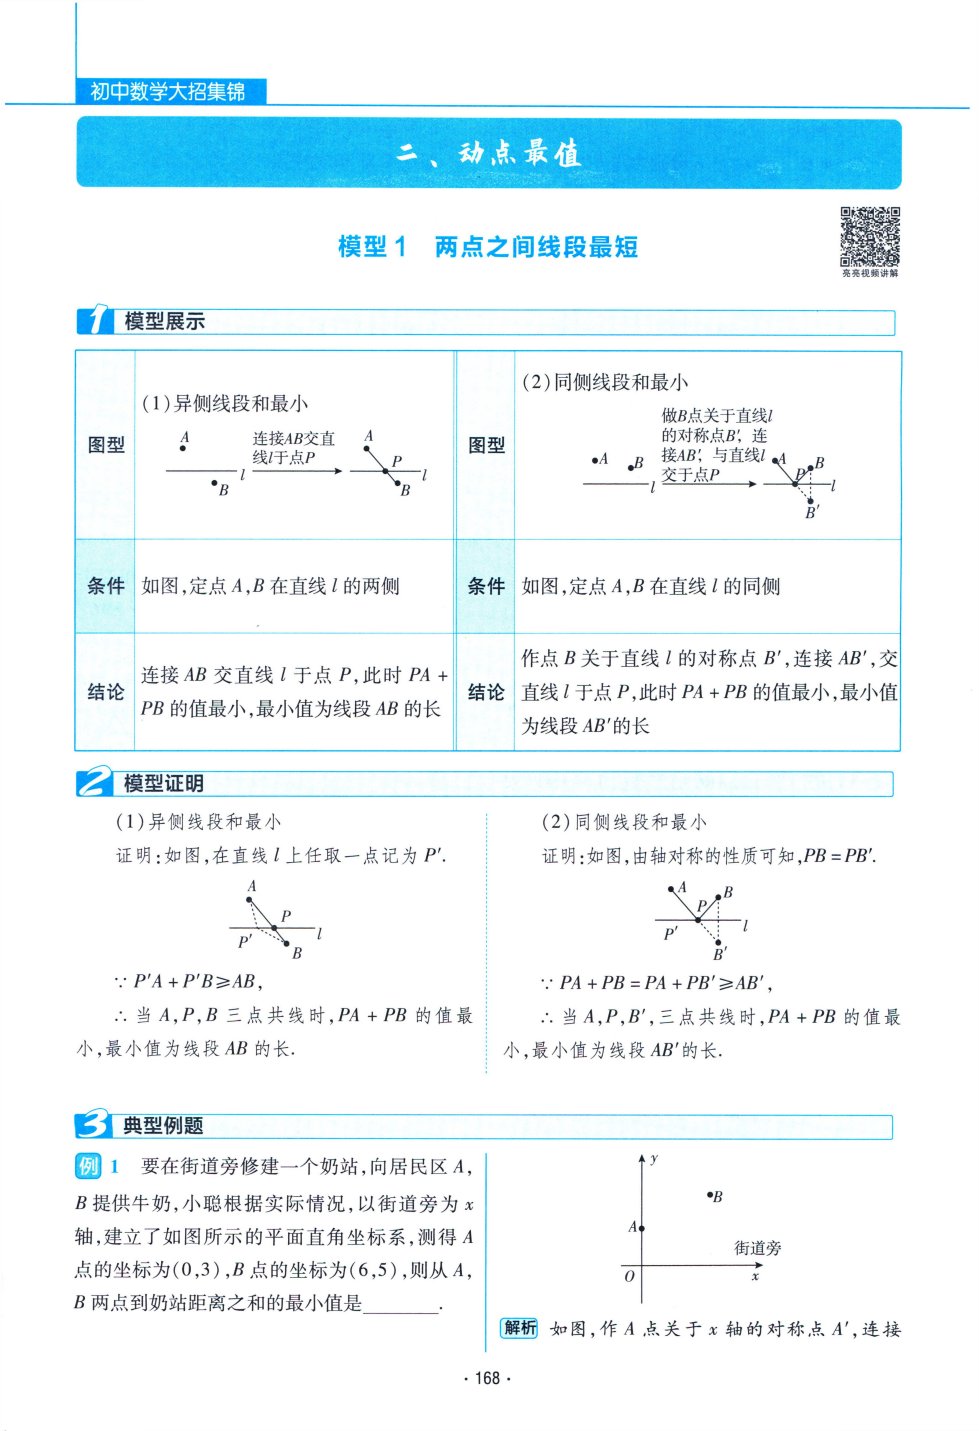 初中数学大招集锦
二、动点最值
模型1 两点之间线段最短
亮亮视频讲解
1 模型展示
图型
(1)异侧线段和最小
A
l
B
连接AB交直
线l于点P
A
P
l
B
图型
(2)同侧线段和最小
A
B
l
做B点关于直线l
的对称点B′,连
接AB′,与直线l
交于点P
A
B
P
l
B′
条件
如图,定点A,B在直线l的两侧
条件
如图,定点A,B在直线l的同侧
结论
连接AB交直线l于点P,此时PA+
PB的值最小,最小值为线段AB的长
结论
作点B关于直线l的对称点B′,连接AB′,交
直线l于点P,此时PA+PB的值最小,最小值
为线段AB′的长
2 模型证明
(1)异侧线段和最小
证明:如图,在直线l上任取一点记为P′.
A
P
l
P′
B
∵P′A+P′B≥AB,
∴当A,P,B三点共线时,PA+PB的值最
小,最小值为线段AB的长.
(2)同侧线段和最小
证明:如图,由轴对称的性质可知,PB=PB′.
A
B
P
l
P′
B′
∵PA+PB=PA+PB′≥AB′,
∴当A,P,B′,三点共线时,PA+PB的值最
小,最小值为线段AB′的长.
3 典型例题
例1 要在街道旁修建一个奶站,向居民区A,
B提供牛奶,小聪根据实际情况,以街道旁为x
轴,建立了如图所示的平面直角坐标系,测得A
点的坐标为(0,3),B点的坐标为(6,5),则从A,
B两点到奶站距离之和的最小值是________.
y
B
A
街道旁
O
x
解析 如图,作A点关于x轴的对称点A′,连接
·168·